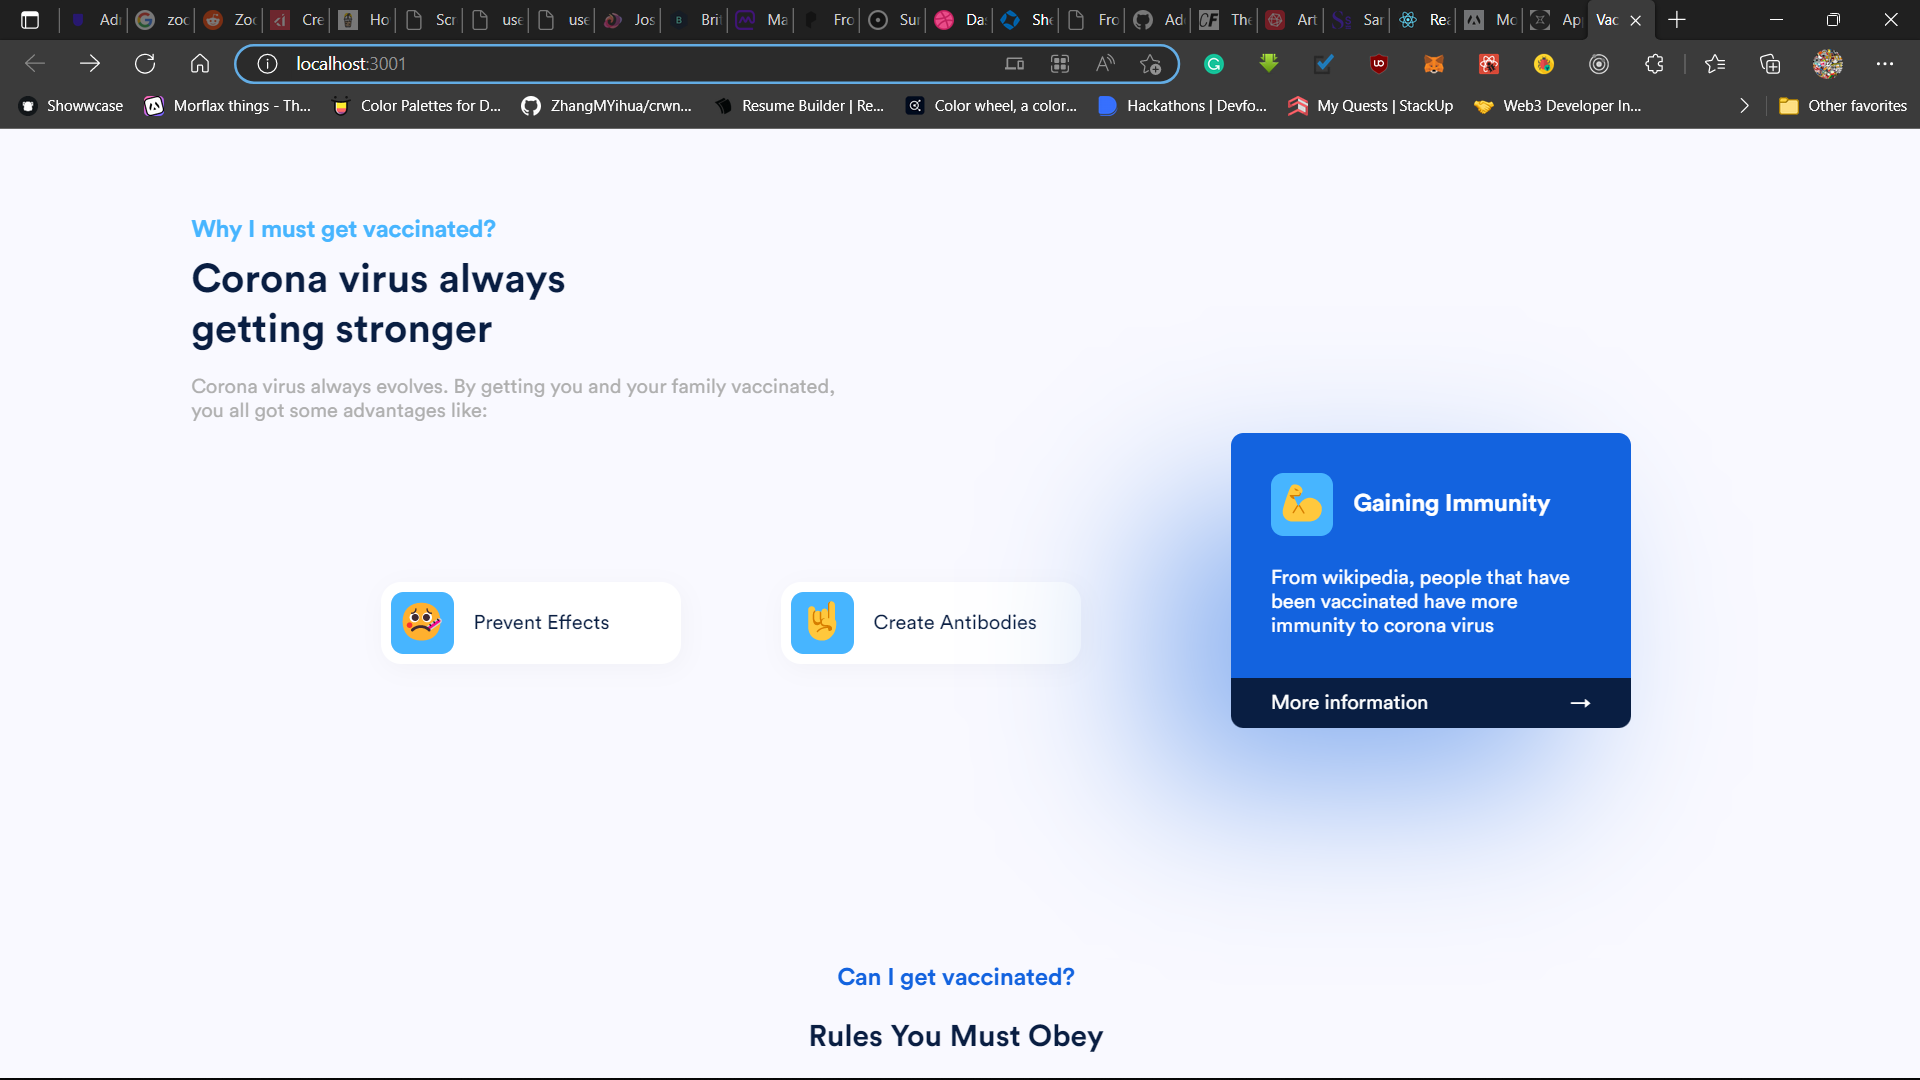 Ad
zoc
Zo
Cre
Ho
Scr
use
use
Jos
Brit
Ma
Fro
Sur
Da
She
Fro
Ad
The
Art
Sar
Rea
Mo
App
Vac
localhost:3001
Showwcase
Morflax things - Th...
Color Palettes for D...
ZhangMYihua/crwn...
Resume Builder | Re...
Color wheel, a color...
Hackathons | Devfo...
My Quests | StackUp
Web3 Developer In...
Other favorites
Why I must get vaccinated?
Corona virus always
getting stronger
Corona virus always evolves. By getting you and your family vaccinated,
you all got some advantages like:
Prevent Effects
Create Antibodies
Gaining Immunity
From wikipedia, people that have
been vaccinated have more
immunity to corona virus
More information →
Can I get vaccinated?
Rules You Must Obey